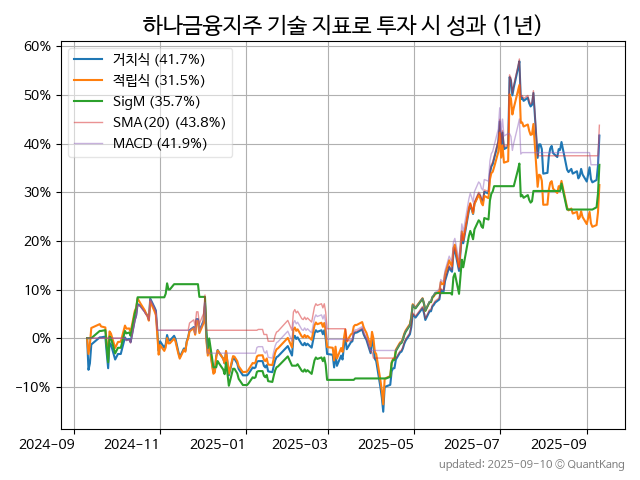 하나금융지주 기술 지표로 투자 시 성과 (1년)
60%
50%
40%
30%
20%
10%
0%
−10%
거치식 (41.7%)
적립식 (31.5%)
SigM (35.7%)
SMA(20) (43.8%)
MACD (41.9%)
2024-09
2024-11
2025-01
2025-03
2025-05
2025-07
2025-09
updated: 2025-09-10 © QuantKang